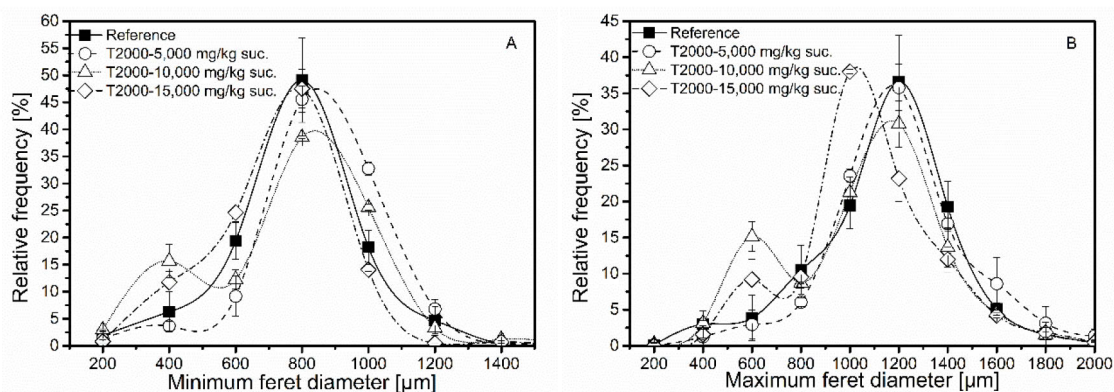 A
Reference
T2000-5,000 mg/kg suc.
T2000-10,000 mg/kg suc.
T2000-15,000 mg/kg suc.
Relative frequency [%]
60
55
50
45
40
35
30
25
20
15
10
5
0
200 400 600 800 1000 1200 1400
Minimum feret diameter [µm]
B
Reference
T2000-5,000 mg/kg suc.
T2000-10,000 mg/kg suc.
T2000-15,000 mg/kg suc.
Relative frequency [%]
45
40
35
30
25
20
15
10
5
0
200 400 600 800 1000 1200 1400 1600 1800 2000
Maximum feret diameter [µm]